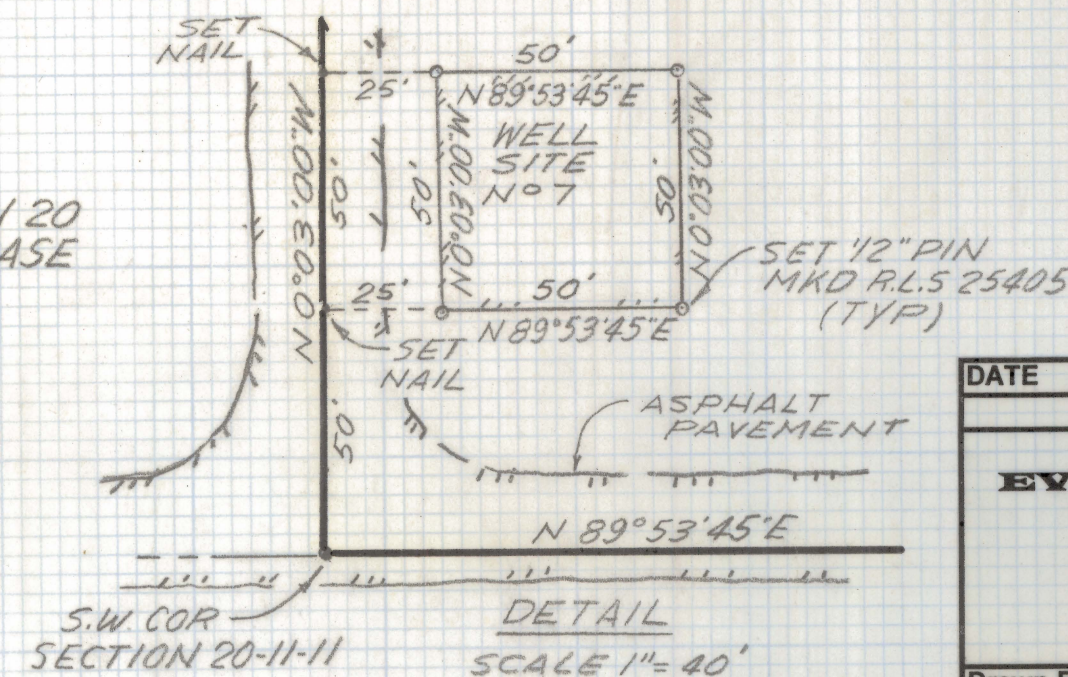 SET
NAIL
50'
25'
N 89°53'45"E
WELL
SITE
Nº 7
N 0°03'00"W
50'
50'
N 0°03'00"W
50'
N 0°03'00"W
20
ASE
25'
50'
N 89°53'45"E
SET 1/2" PIN
MKD R.L.S 25405
(TYP)
SET
NAIL
50'
ASPHALT
PAVEMENT
DATE
EV
N 89°53'45"E
S.W. COR
SECTION 20-11-11
DETAIL
SCALE 1"= 40'